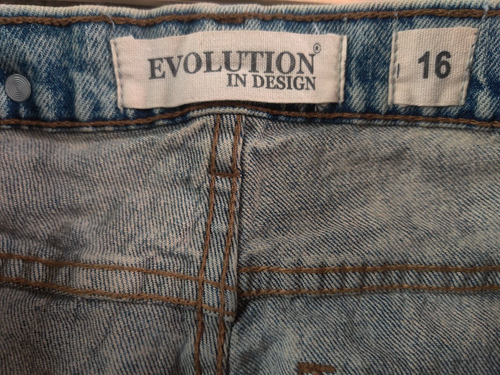 EVOLUTION®
IN DESIGN
16